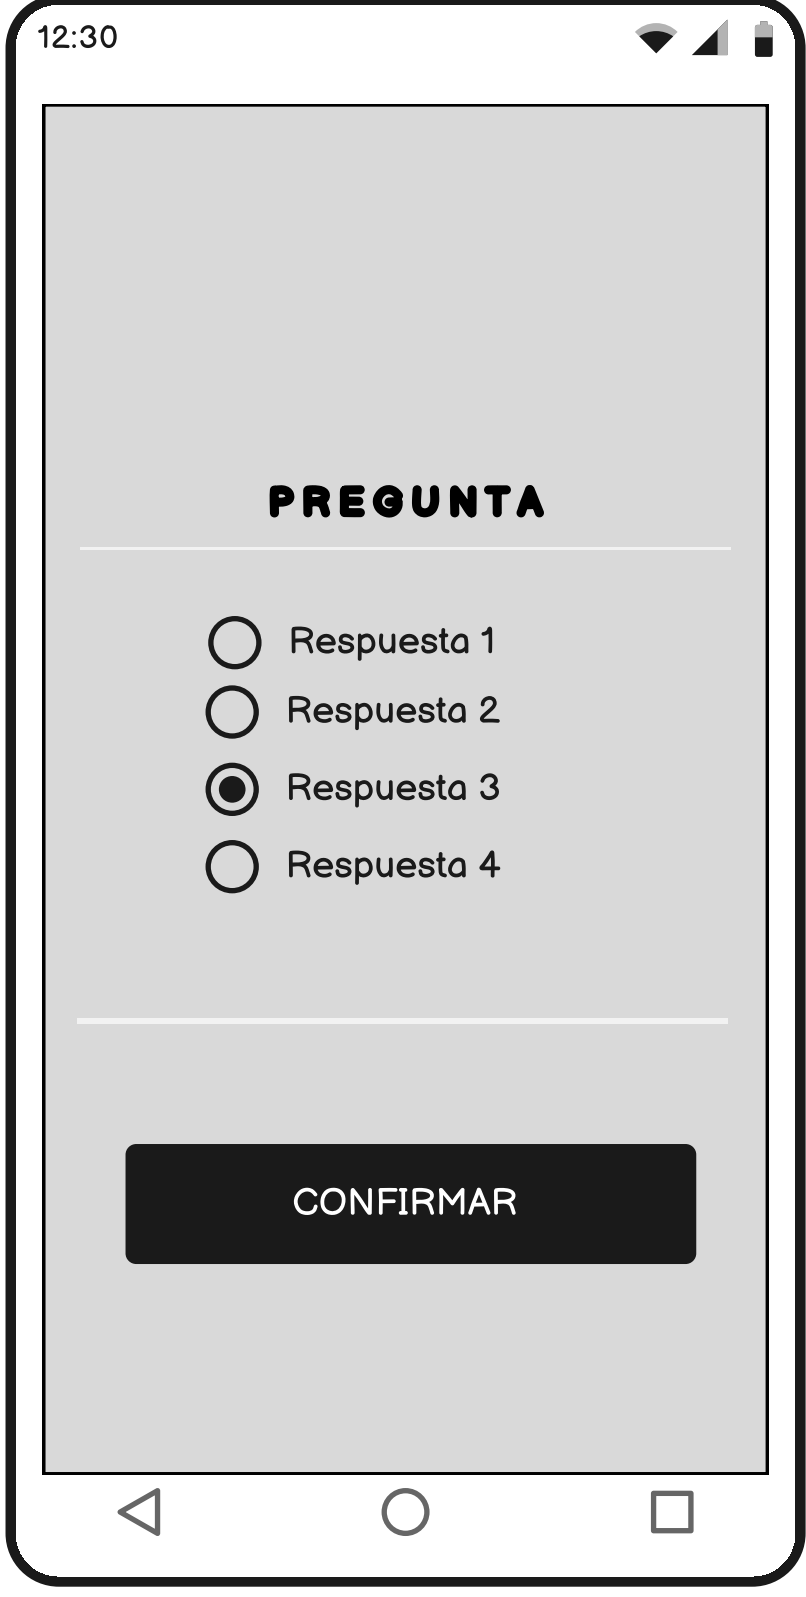 12:30
PREGUNTA
Respuesta 1
Respuesta 2
Respuesta 3
Respuesta 4
CONFIRMAR